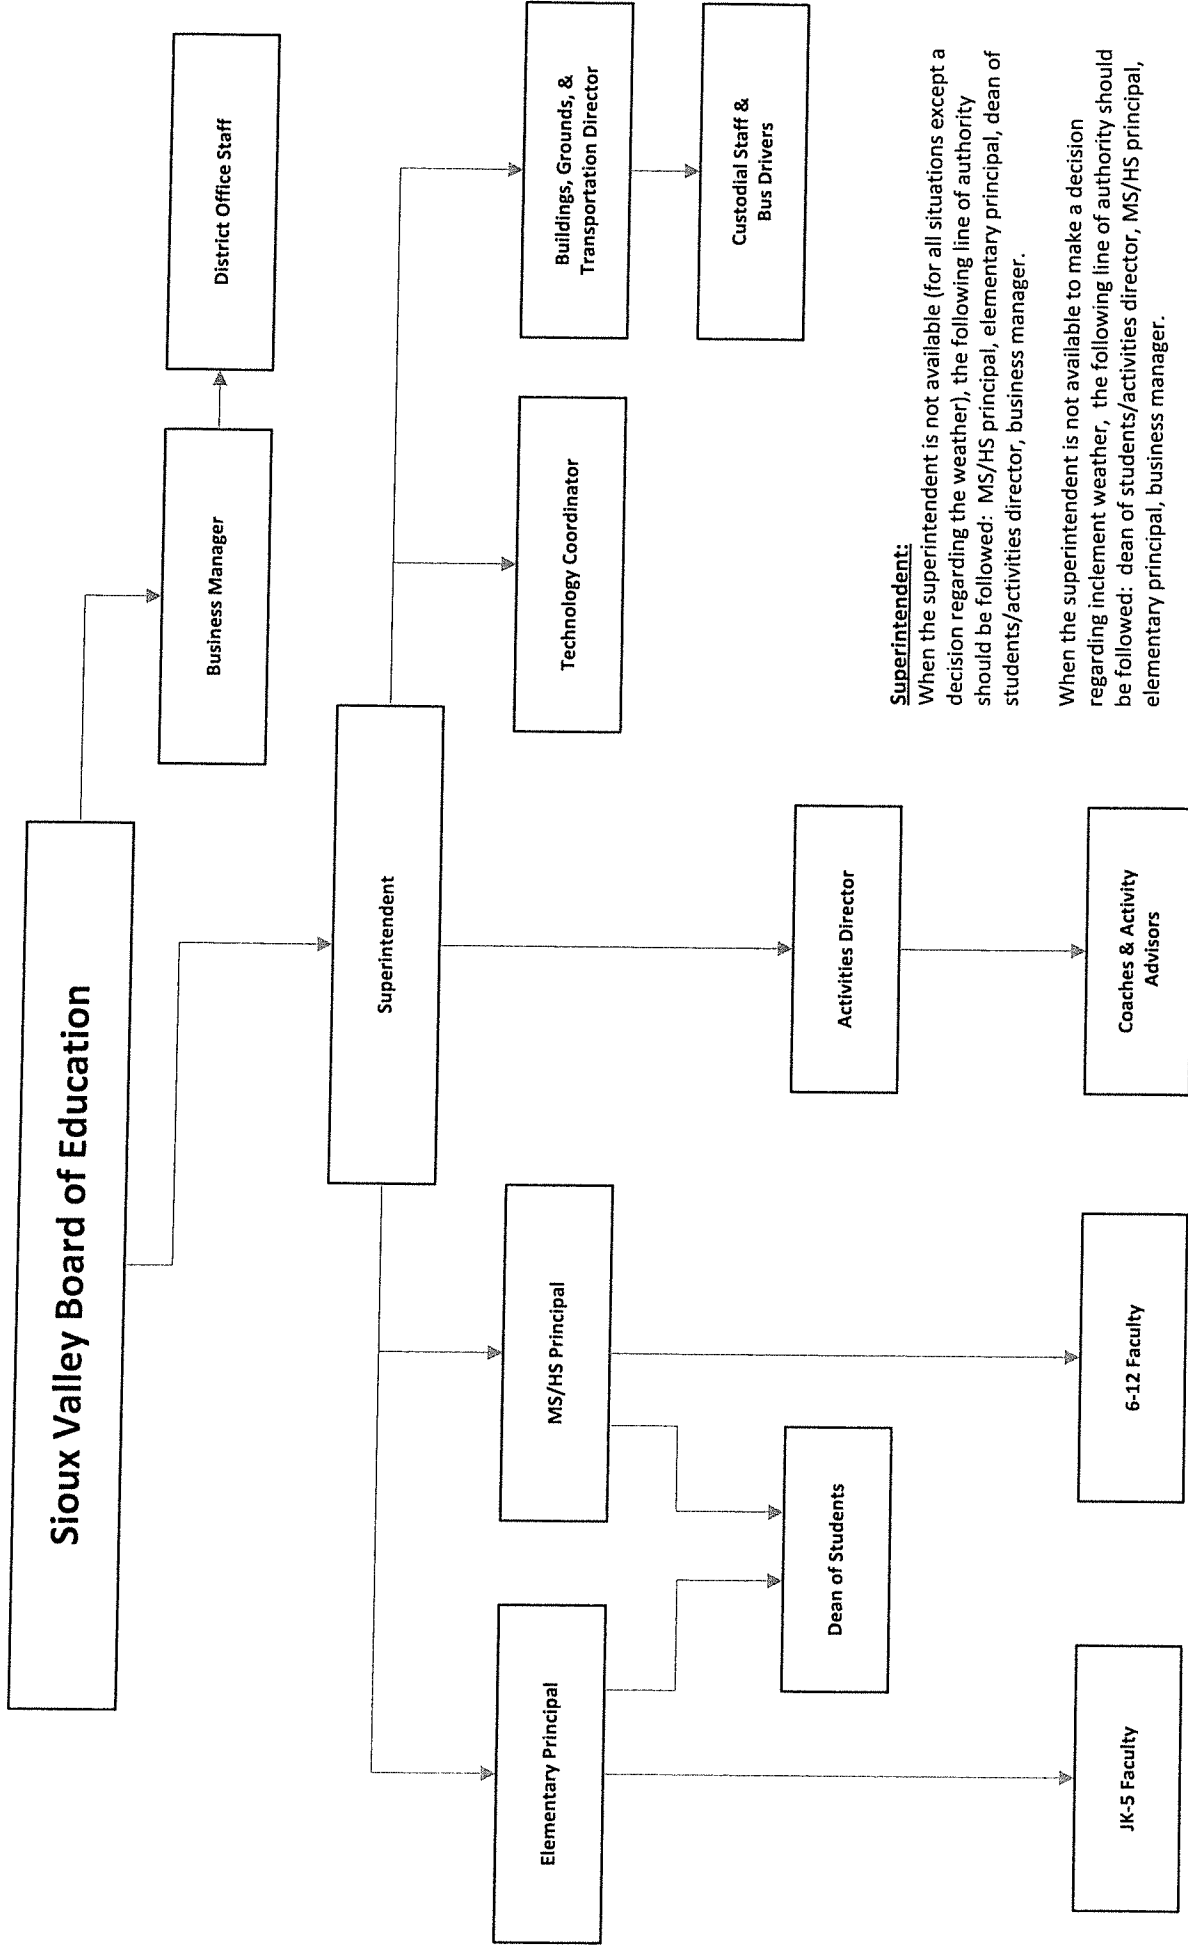 Sioux Valley Board of Education
Business Manager
District Office Staff
Superintendent
Elementary Principal
MS/HS Principal
Technology Coordinator
Buildings, Grounds, &
Transportation Director
Dean of Students
Activities Director
Custodial Staff &
Bus Drivers
JK-5 Faculty
6-12 Faculty
Coaches & Activity
Advisors
Superintendent:
When the superintendent is not available (for all situations except a
decision regarding the weather), the following line of authority
should be followed: MS/HS principal, elementary principal, dean of
students/activities director, business manager.
When the superintendent is not available to make a decision
regarding inclement weather, the following line of authority should
be followed: dean of students/activities director, MS/HS principal,
elementary principal, business manager.